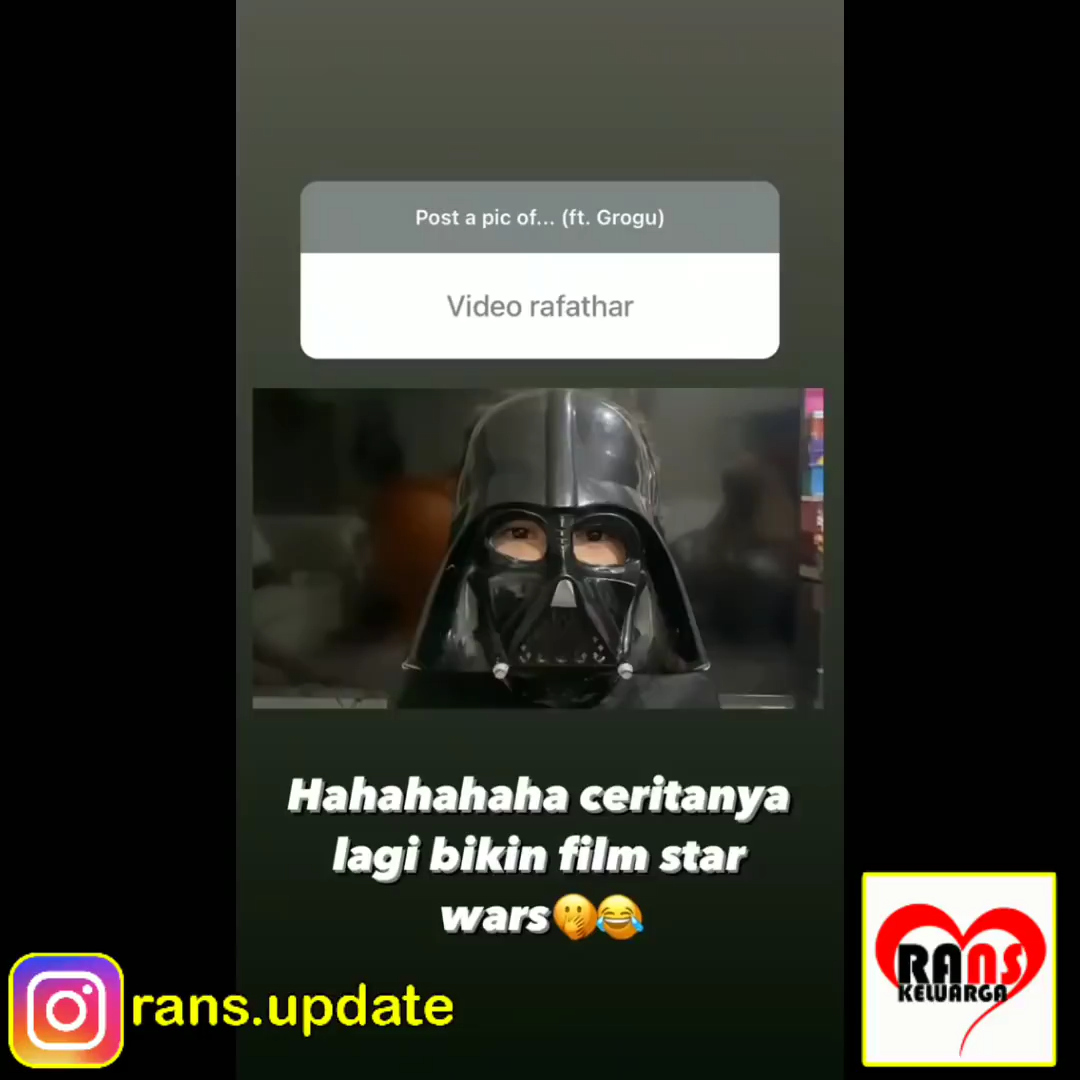 Post a pic of... (ft. Grogu)
Video rafathar
Hahahahaha ceritanya
lagi bikin film star
wars🤭😂
rans.update
RANS
KELUARGA